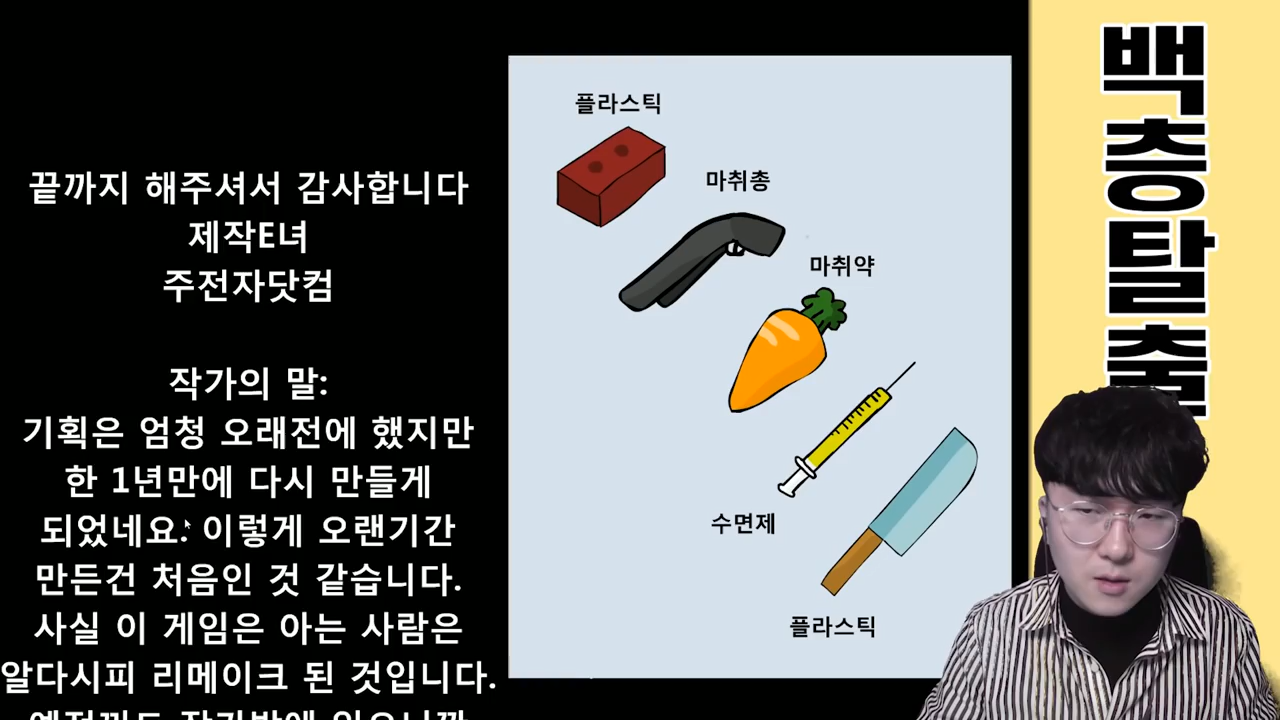 끝까지 해주셔서 감사합니다
제작E녀
주전자닷컴
작가의 말:
기획은 엄청 오래전에 했지만
한 1년만에 다시 만들게
되었네요. 이렇게 오랜기간
만든건 처음인 것 같습니다.
사실 이 게임은 아는 사람은
알다시피 리메이크 된 것입니다.
플라스틱
마취총
마취약
수면제
플라스틱
백층탈출